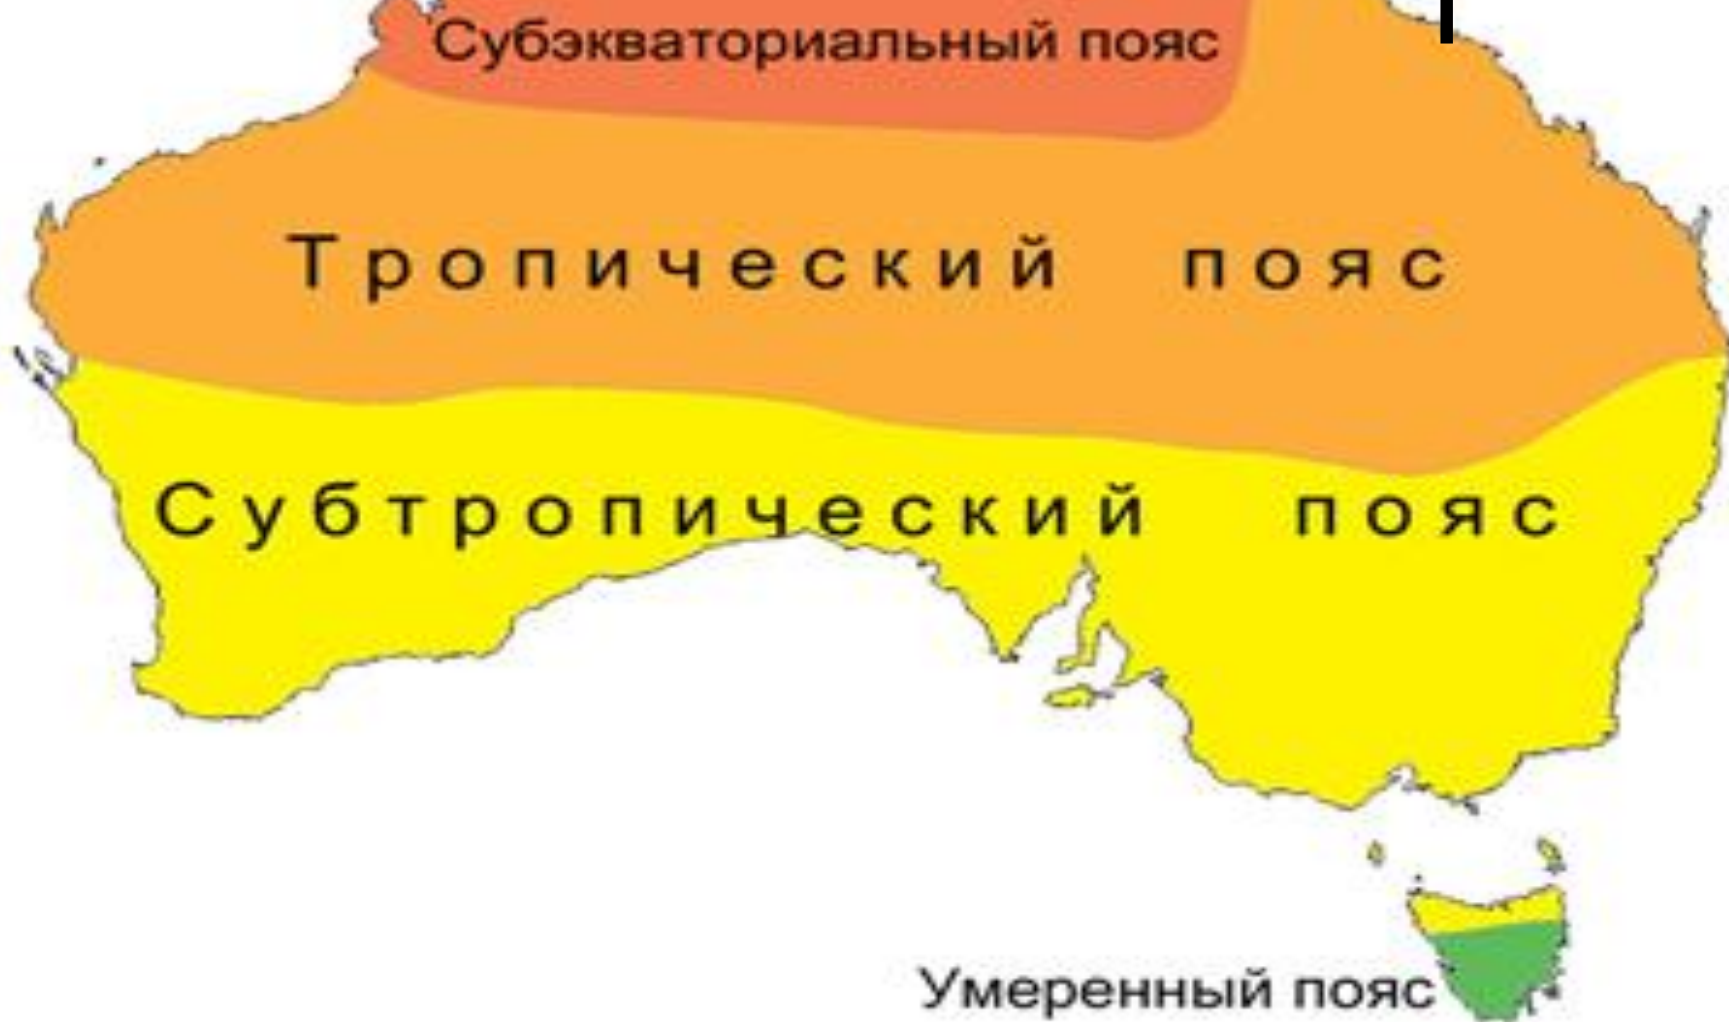 Субэкваториальный пояс
Тропический пояс
Субтропический пояс
Умеренный пояс